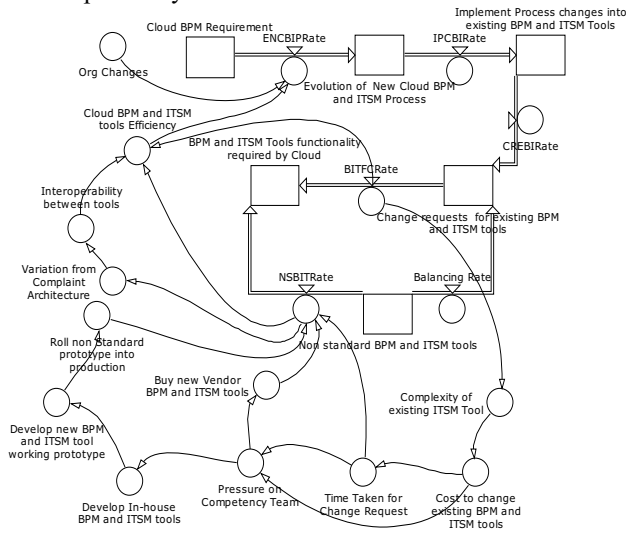 Cloud BPM Requirement
ENCBIPRate
IPCBIRate
Implement Process changes into
existing BPM and ITSM Tools
Org Changes
Evolution of New Cloud BPM
and ITSM Process
Cloud BPM and ITSM
tools Efficiency
CREBIRate
BPM and ITSM Tools functionality
required by Cloud
BITFCRate
Change requests for existing BPM
and ITSM tools
Interoperability
between tools
Variation from
Complaint
Architecture
NSBITRate
Balancing Rate
Non standard BPM and ITSM tools
Roll non Standard
prototype into
production
Buy new Vendor
BPM and ITSM tools
Complexity of
existing ITSM Tool
Develop new BPM
and ITSM tool
working prototype
Develop In-house
BPM and ITSM tools
Pressure on
Competency Team
Time Taken for
Change Request
Cost to change
existing BPM and
ITSM tools